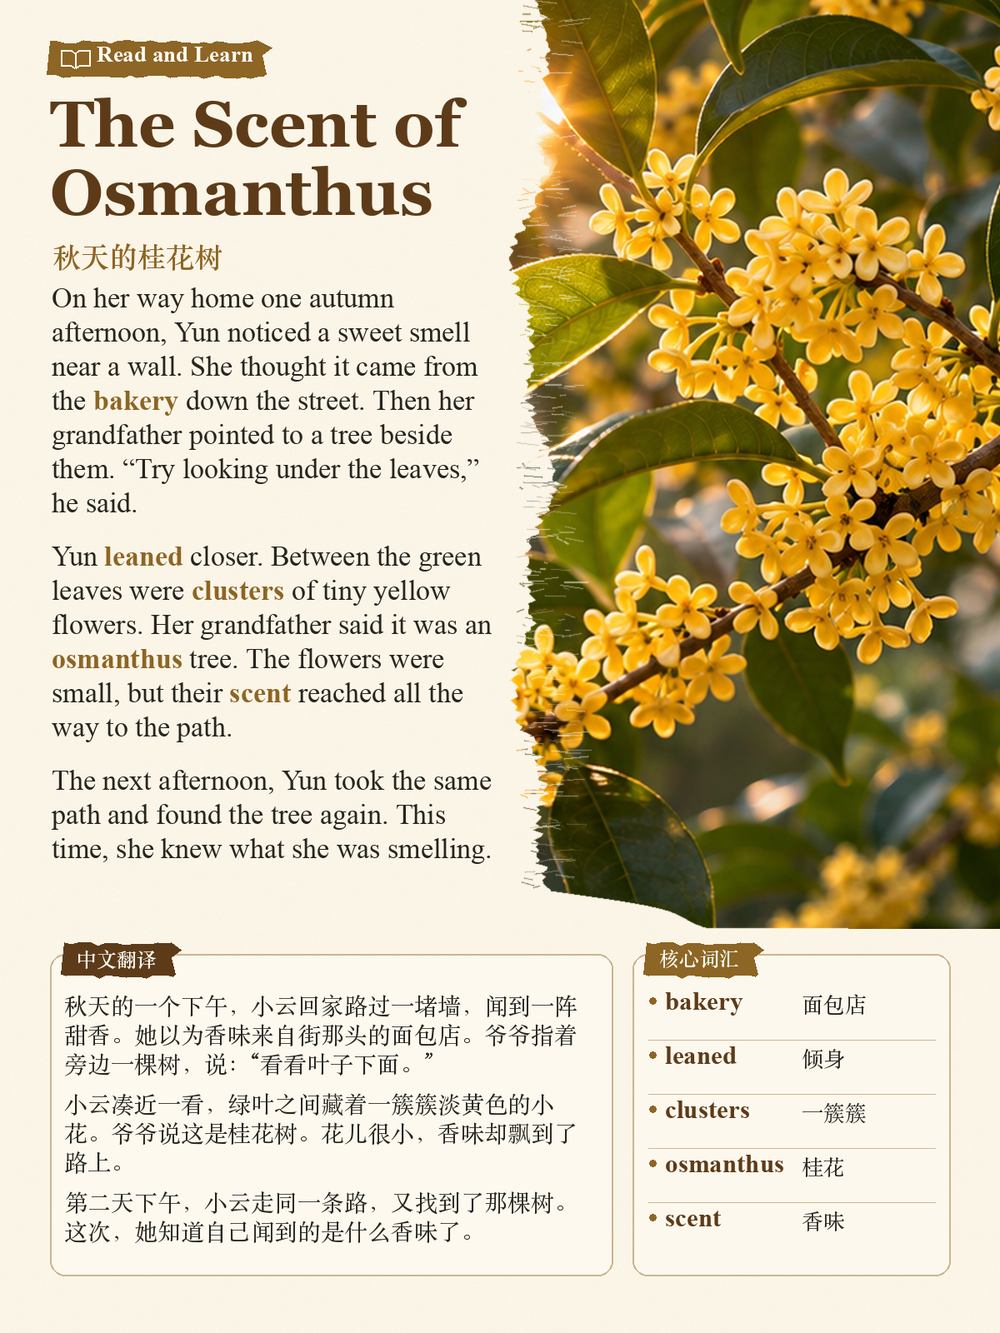 Read and Learn
The Scent of
Osmanthus
秋天的桂花树
On her way home one autumn
afternoon, Yun noticed a sweet smell
near a wall. She thought it came from
the bakery down the street. Then her
grandfather pointed to a tree beside
them. “Try looking under the leaves,”
he said.
Yun leaned closer. Between the green
leaves were clusters of tiny yellow
flowers. Her grandfather said it was an
osmanthus tree. The flowers were
small, but their scent reached all the
way to the path.
The next afternoon, Yun took the same
path and found the tree again. This
time, she knew what she was smelling.
中文翻译
秋天的一个下午，小云回家路过一堵墙，闻到一阵
甜香。她以为香味来自街那头的面包店。爷爷指着
旁边一棵树，说：“看看叶子下面。”
小云凑近一看，绿叶之间藏着一簇簇淡黄色的小
花。爷爷说这是桂花树。花儿很小，香味却飘到了
路上。
第二天下午，小云走同一条路，又找到了那棵树。
这次，她知道自己闻到的是什么香味了。
核心词汇
• bakery 面包店
• leaned 倾身
• clusters 一簇簇
• osmanthus 桂花
• scent 香味